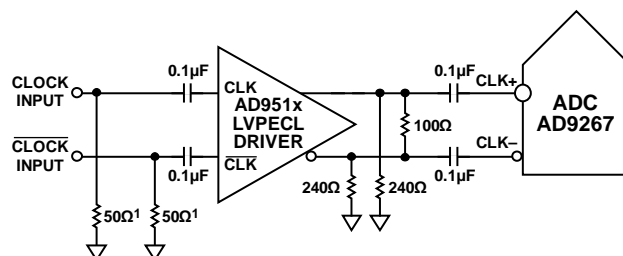 CLOCK
INPUT
0.1µF
CLK
AD951x
LVPECL
DRIVER
0.1µF
CLK+
ADC
AD9267
100Ω
CLOCK
INPUT
0.1µF
CLK
0.1µF
CLK–
50Ω1
50Ω1
240Ω
240Ω